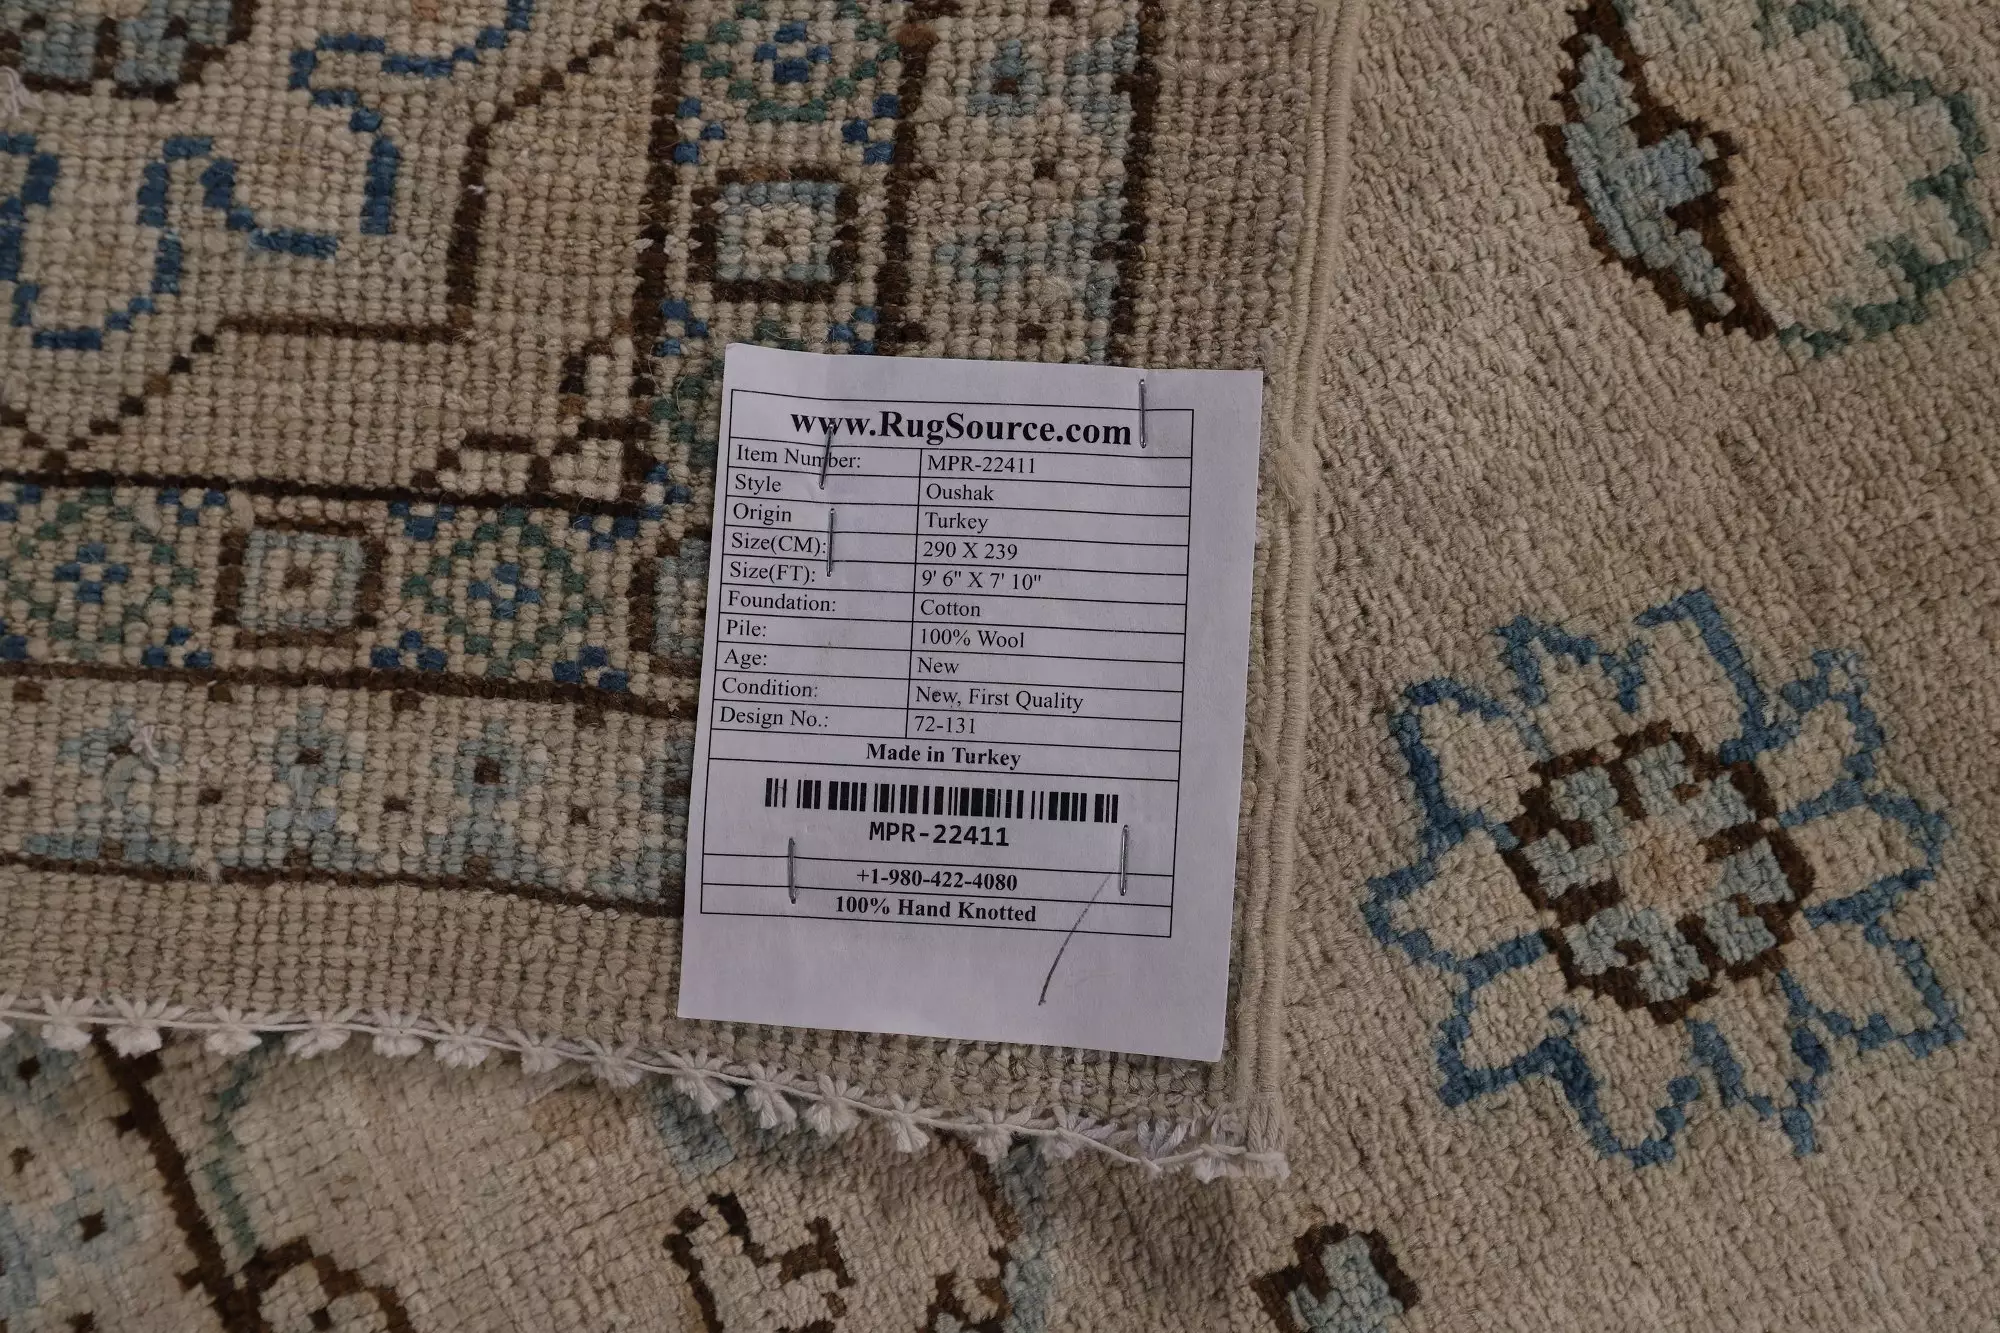 www.RugSource.com
Item Number: MPR-22411
Style Oushak
Origin Turkey
Size(CM): 290 X 239
Size(FT): 9' 6" X 7' 10"
Foundation: Cotton
Pile: 100% Wool
Age: New
Condition: New, First Quality
Design No.: 72-131
Made in Turkey
MPR-22411
+1-980-422-4080
100% Hand Knotted